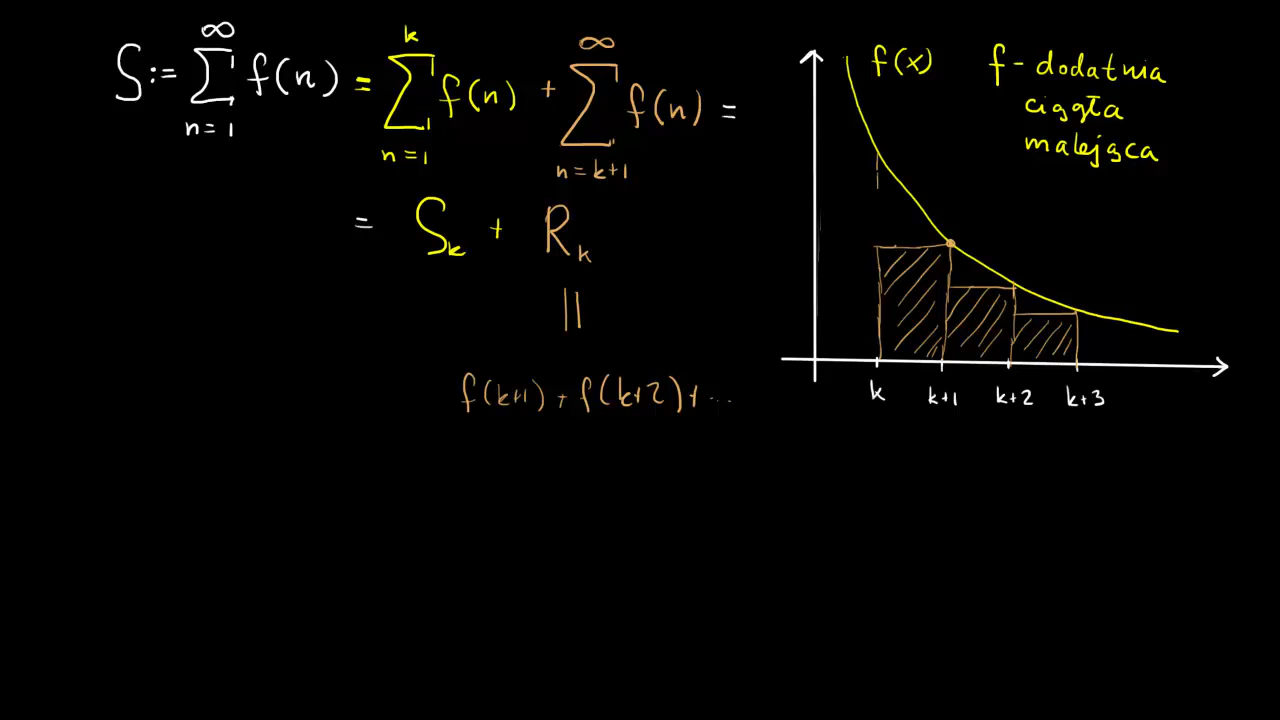 S := ∑_{n=1}^{∞} f(n) = ∑_{n=1}^{k} f(n) + ∑_{n=k+1}^{∞} f(n) =
= S_k + R_k
||
f(k+1) + f(k+2) + ...
f(x)
f - dodatnia
ciągła
malejąca
k k+1 k+2 k+3